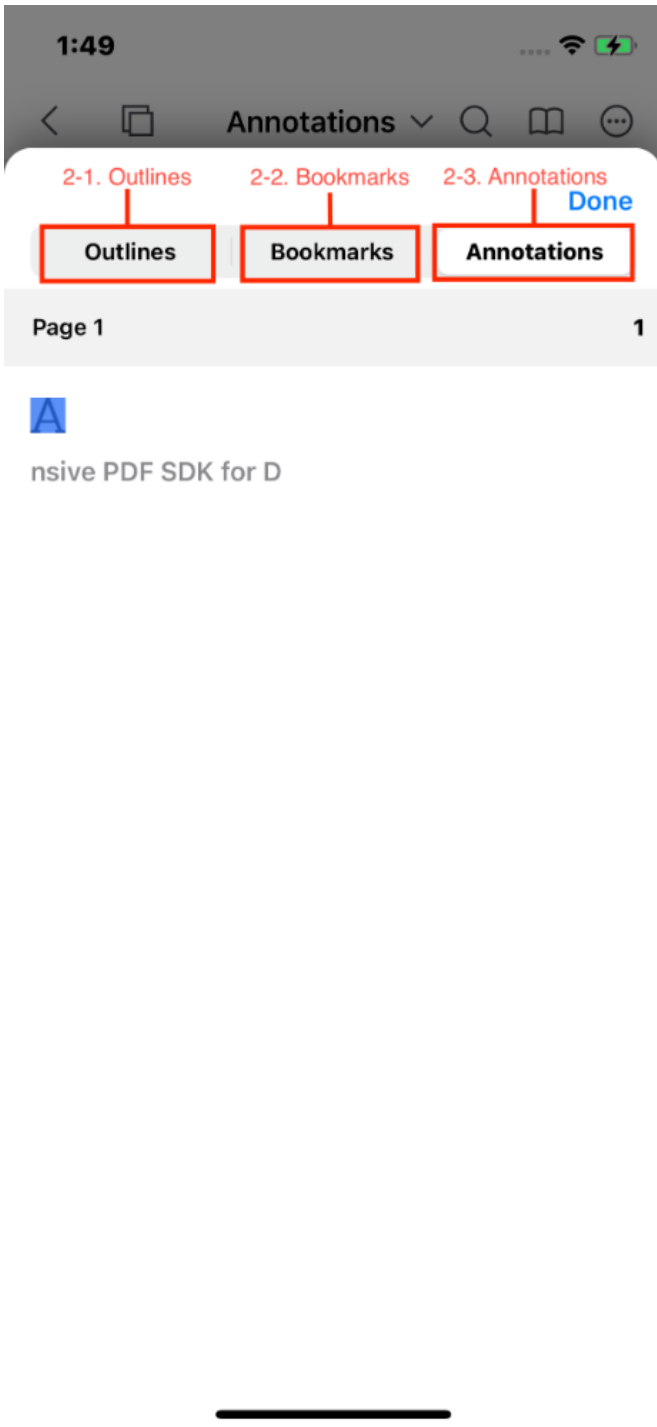 1:49
Annotations
2-1. Outlines 2-2. Bookmarks 2-3. Annotations
Done
Outlines Bookmarks Annotations
Page 1 1
A
nsive PDF SDK for D